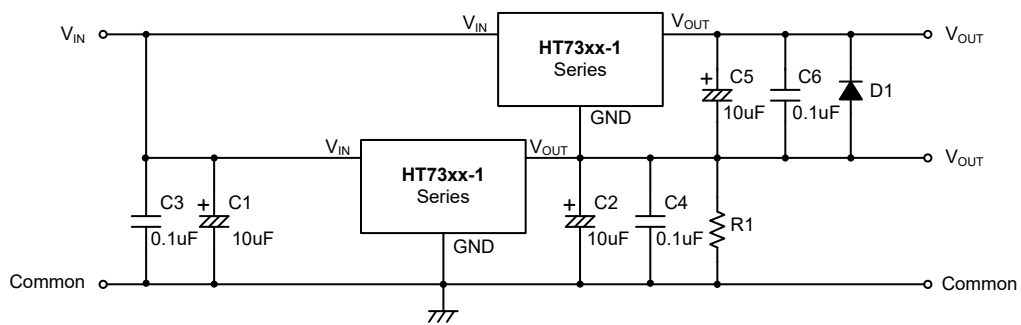 VIN
VIN
HT73xx-1
Series
VOUT
VOUT
GND
C5
10uF
C6
0.1uF
D1
VIN
HT73xx-1
Series
VOUT
VOUT
GND
C3
0.1uF
C1
10uF
C2
10uF
C4
0.1uF
R1
Common
Common
+
+
+